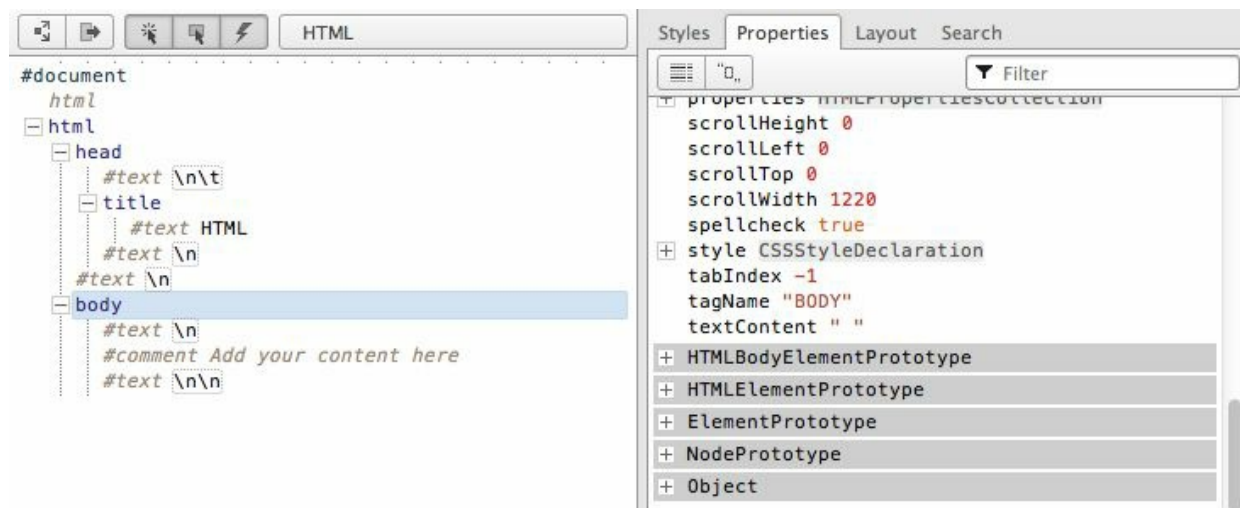 HTML
#document
html
html
head
#text \n\t
title
#text HTML
#text \n
#text \n
body
#text \n
#comment Add your content here
#text \n\n
Styles Properties Layout Search
"▯,, Filter
properties HTMLPropertiesCollection
scrollHeight 0
scrollLeft 0
scrollTop 0
scrollWidth 1220
spellcheck true
style CSSStyleDeclaration
tabIndex -1
tagName "BODY"
textContent " "
HTMLBodyElementPrototype
HTMLElementPrototype
ElementPrototype
NodePrototype
Object